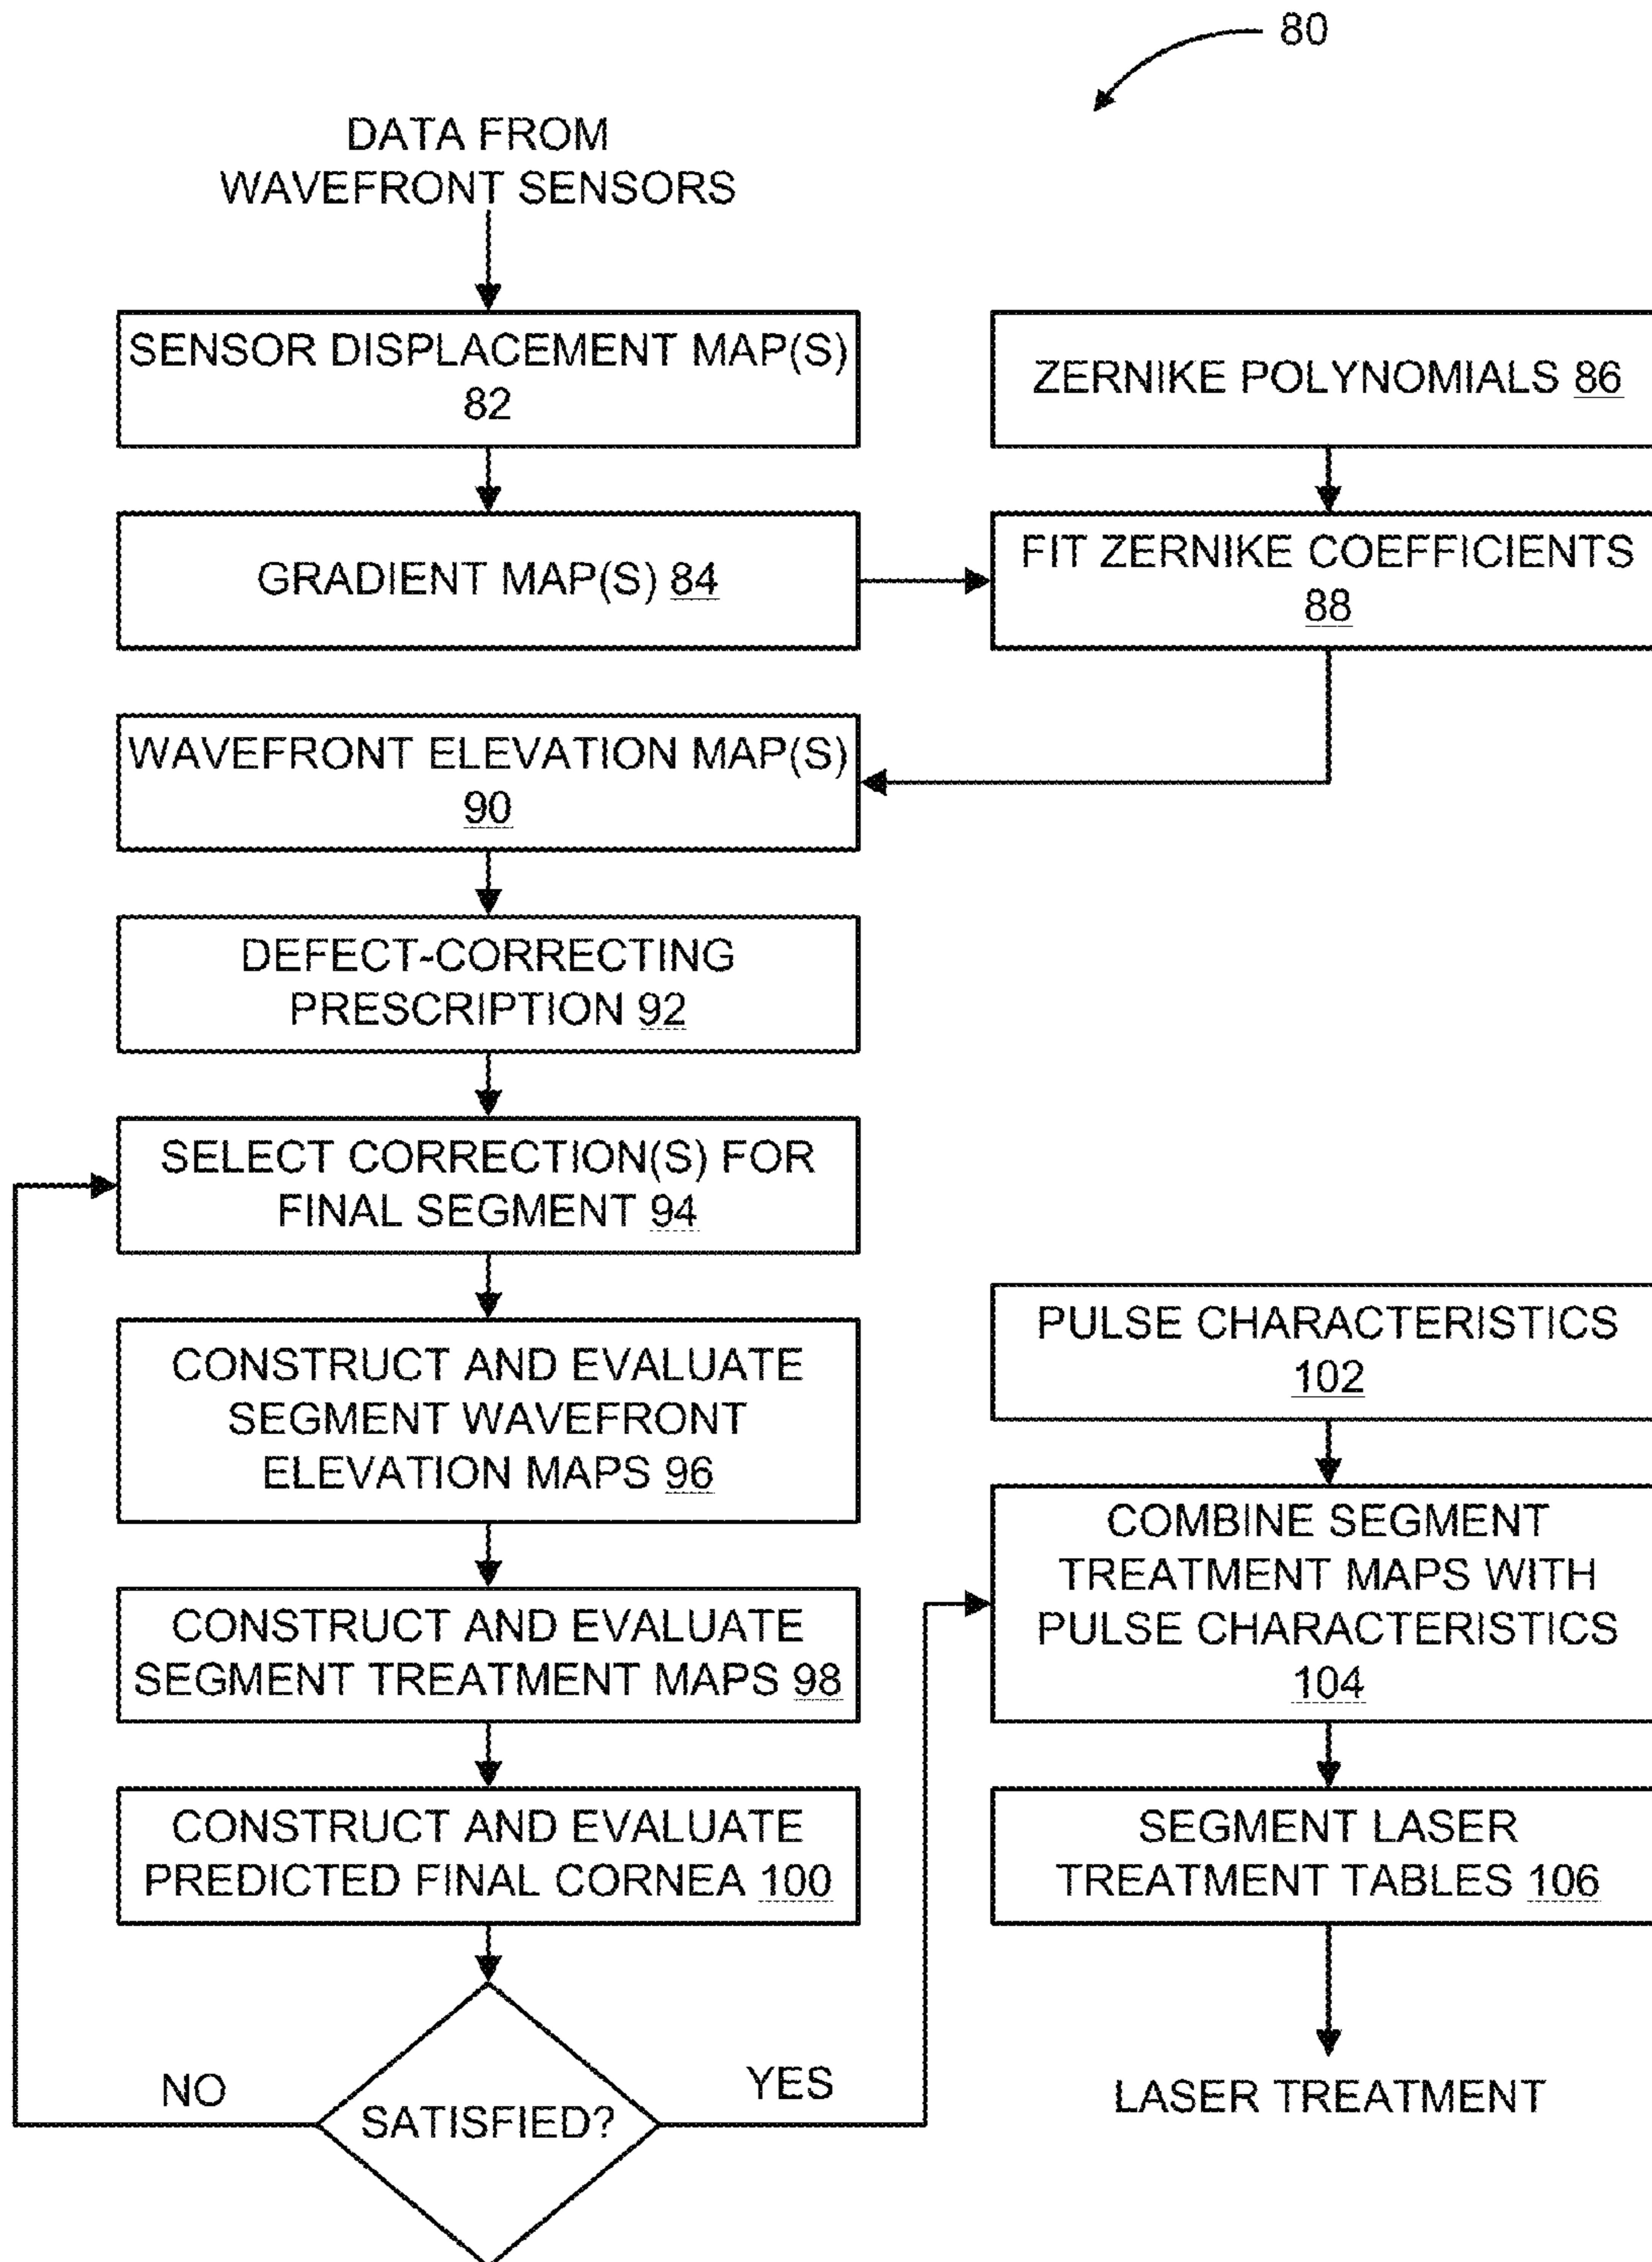 80
DATA FROM
WAVEFRONT SENSORS
SENSOR DISPLACEMENT MAP(S)
82
ZERNIKE POLYNOMIALS 86
GRADIENT MAP(S) 84
FIT ZERNIKE COEFFICIENTS
88
WAVEFRONT ELEVATION MAP(S)
90
DEFECT-CORRECTING
PRESCRIPTION 92
SELECT CORRECTION(S) FOR
FINAL SEGMENT 94
CONSTRUCT AND EVALUATE
SEGMENT WAVEFRONT
ELEVATION MAPS 96
CONSTRUCT AND EVALUATE
SEGMENT TREATMENT MAPS 98
CONSTRUCT AND EVALUATE
PREDICTED FINAL CORNEA 100
SATISFIED?
NO
YES
PULSE CHARACTERISTICS
102
COMBINE SEGMENT
TREATMENT MAPS WITH
PULSE CHARACTERISTICS
104
SEGMENT LASER
TREATMENT TABLES 106
LASER TREATMENT